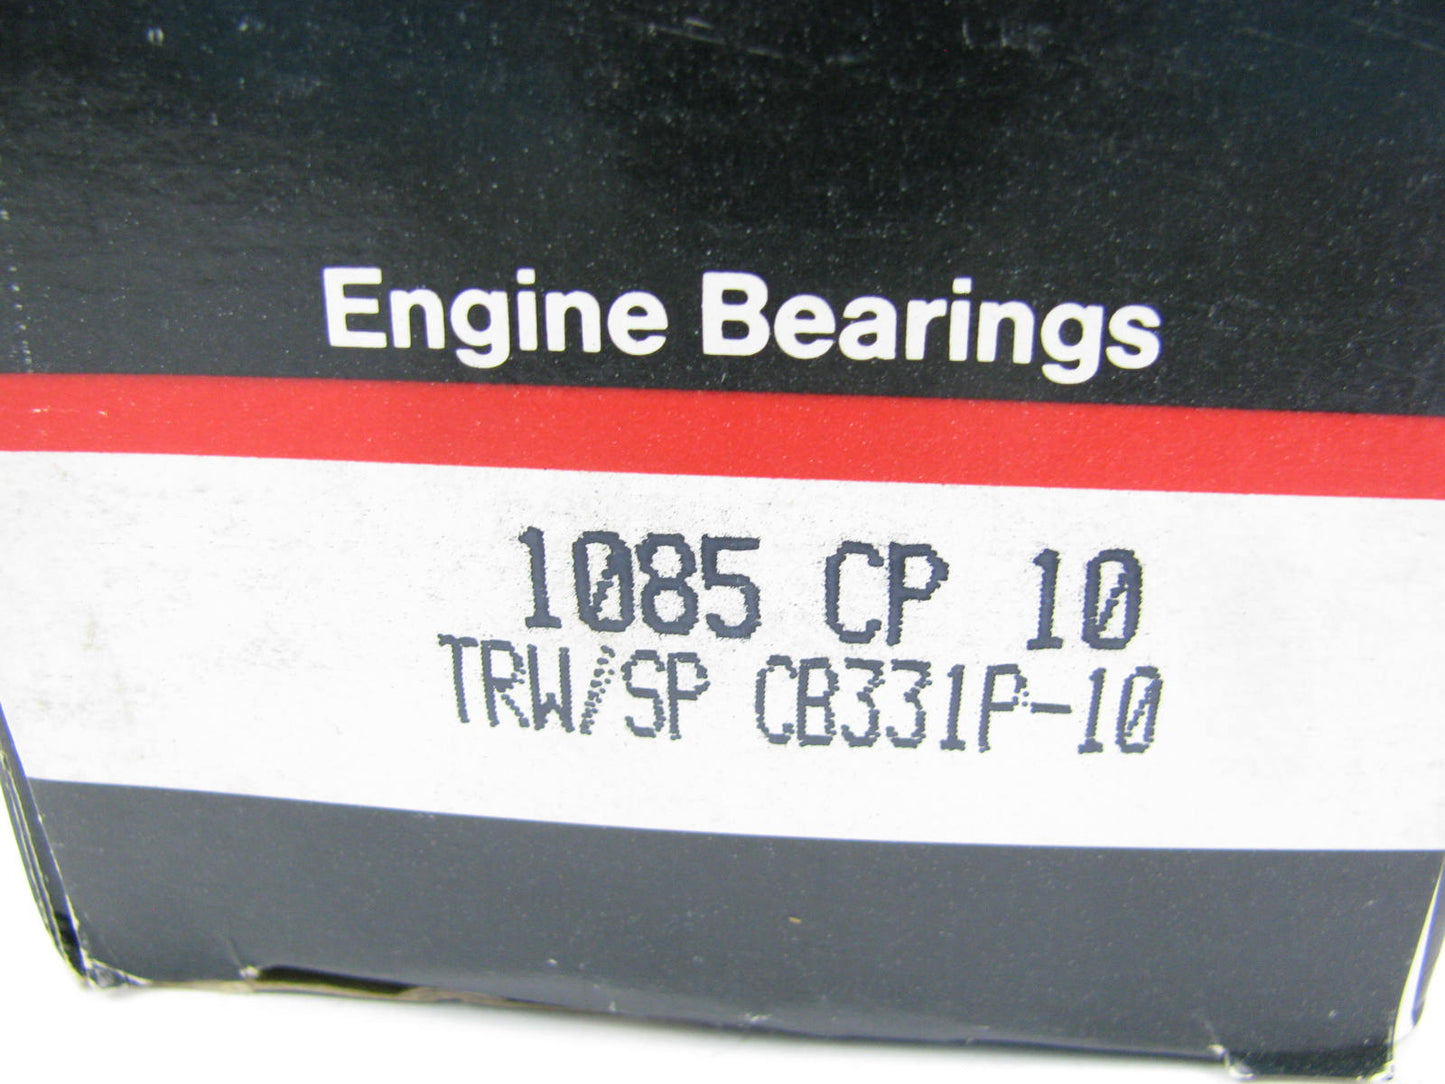 Engine Bearings
1085 CP 10
TRW/SP CB331P-10